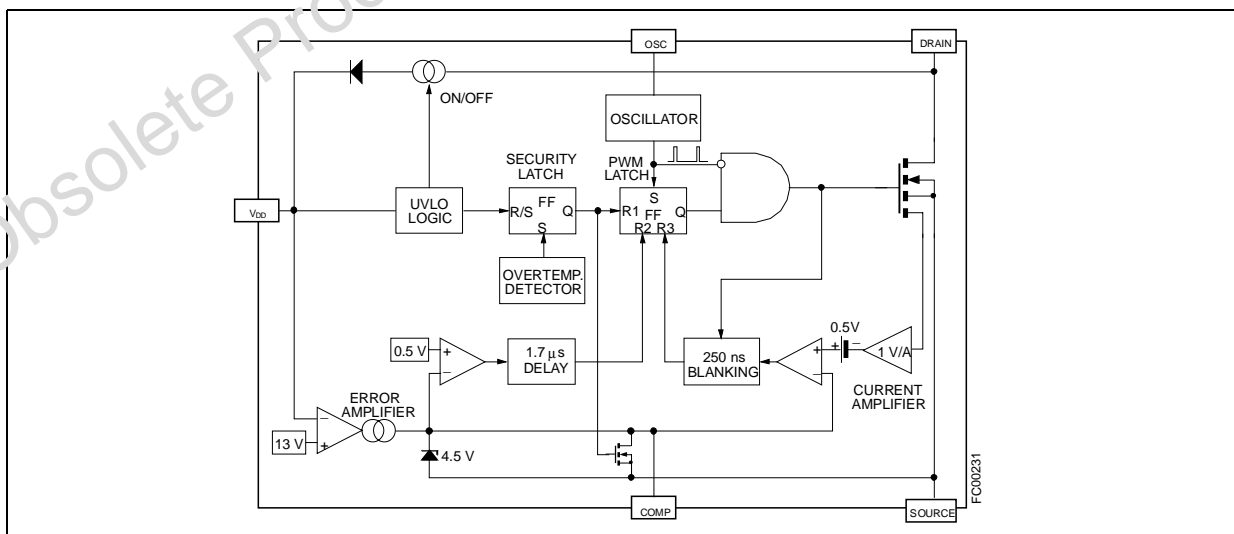 Obsolete Prod
OSC
DRAIN
ON/OFF
OSCILLATOR
SECURITY
LATCH
PWM
LATCH
VDD
UVLO
LOGIC
R/S
FF
Q
S
S
R1
FF
Q
R2 R3
OVERTEMP.
DETECTOR
0.5 V
+
−
1.7 μs
DELAY
250 ns
BLANKING
+
−
0.5V
+
−
1 V/A
CURRENT
AMPLIFIER
ERROR
AMPLIFIER
13 V
−
+
4.5 V
COMP
SOURCE
FC00231